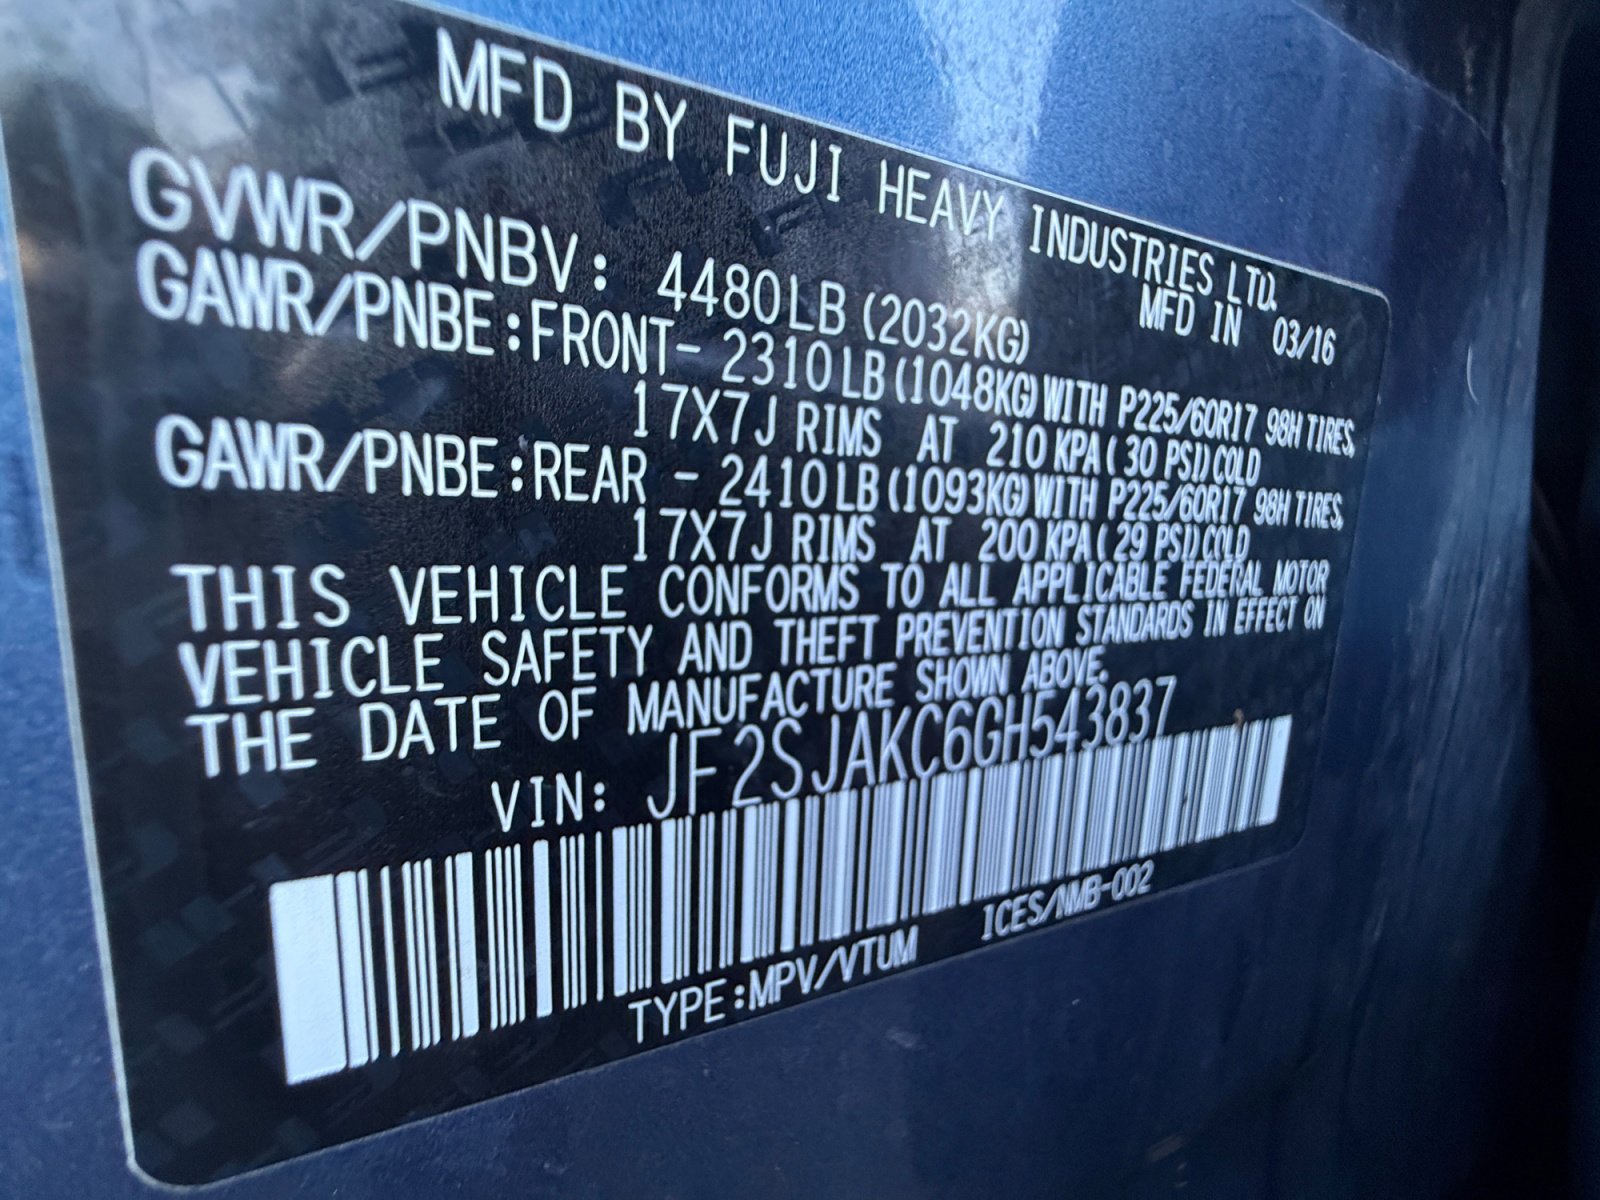 MFD BY FUJI HEAVY INDUSTRIES LTD.
MFD IN 03/16
GVWR/PNBV: 4480LB (2032KG)
GAWR/PNBE:FRONT- 2310LB(1048KG)WITH P225/60R17 98H TIRES,
17X7J RIMS AT 210 KPA( 30 PSI)COLD
GAWR/PNBE:REAR - 2410LB(1093KG)WITH P225/60R17 98H TIRES,
17X7J RIMS AT 200 KPA( 29 PSI)COLD
THIS VEHICLE CONFORMS TO ALL APPLICABLE FEDERAL MOTOR
VEHICLE SAFETY AND THEFT PREVENTION STANDARDS IN EFFECT ON
THE DATE OF MANUFACTURE SHOWN ABOVE.
VIN: JF2SJAKC6GH543837
TYPE:MPV/VTUM ICES/NMB-002